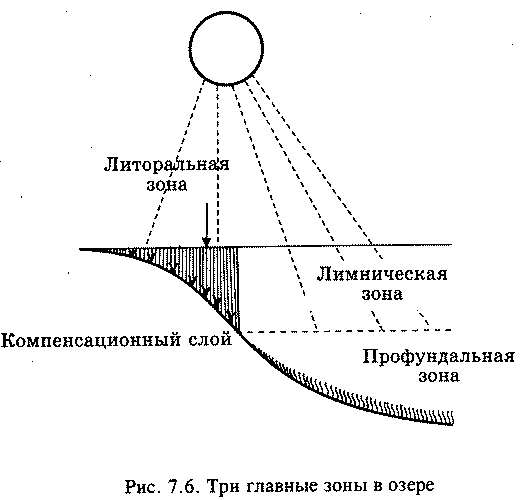 Литоральная
зона
Лимническая
зона
Компенсационный слой
Профундальная
зона
Рис. 7.6. Три главные зоны в озере